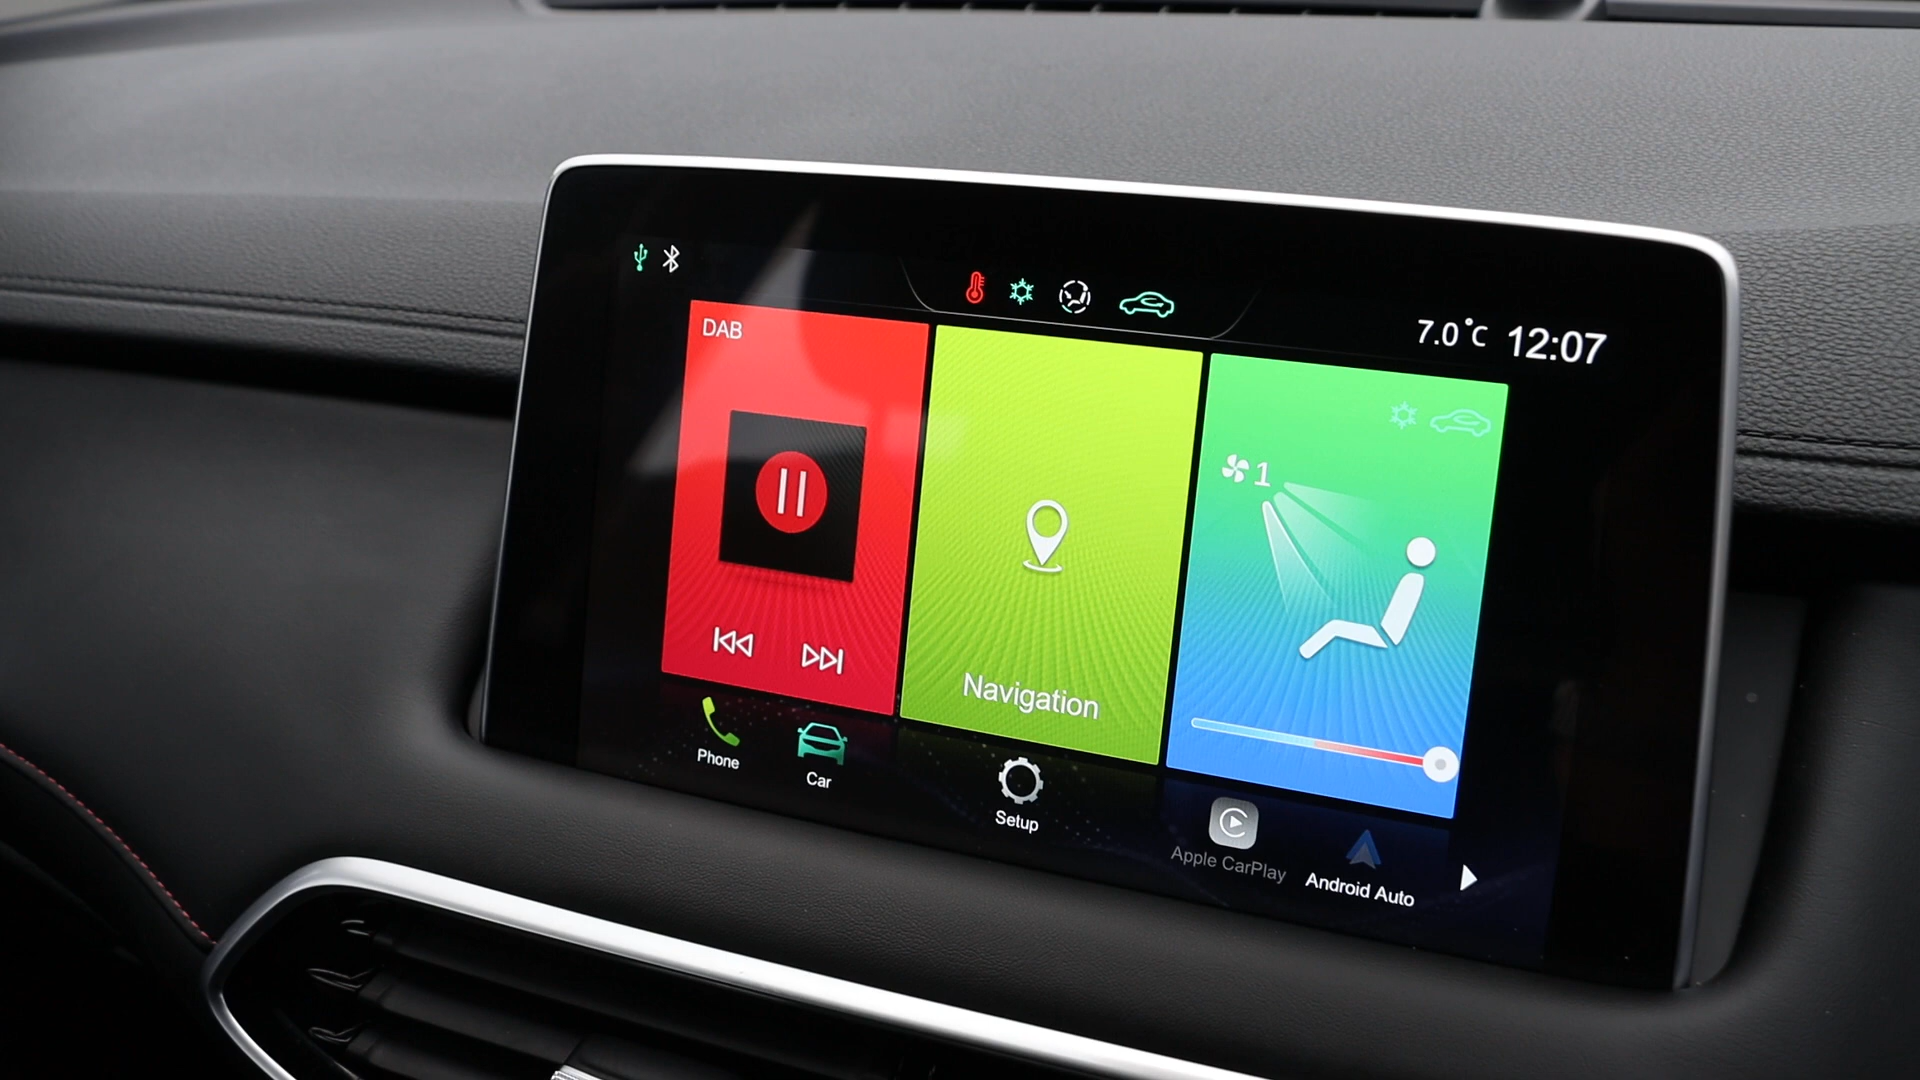 7.0°C 12:07
DAB
1
Navigation
Phone
Car
Setup
Apple CarPlay
Android Auto